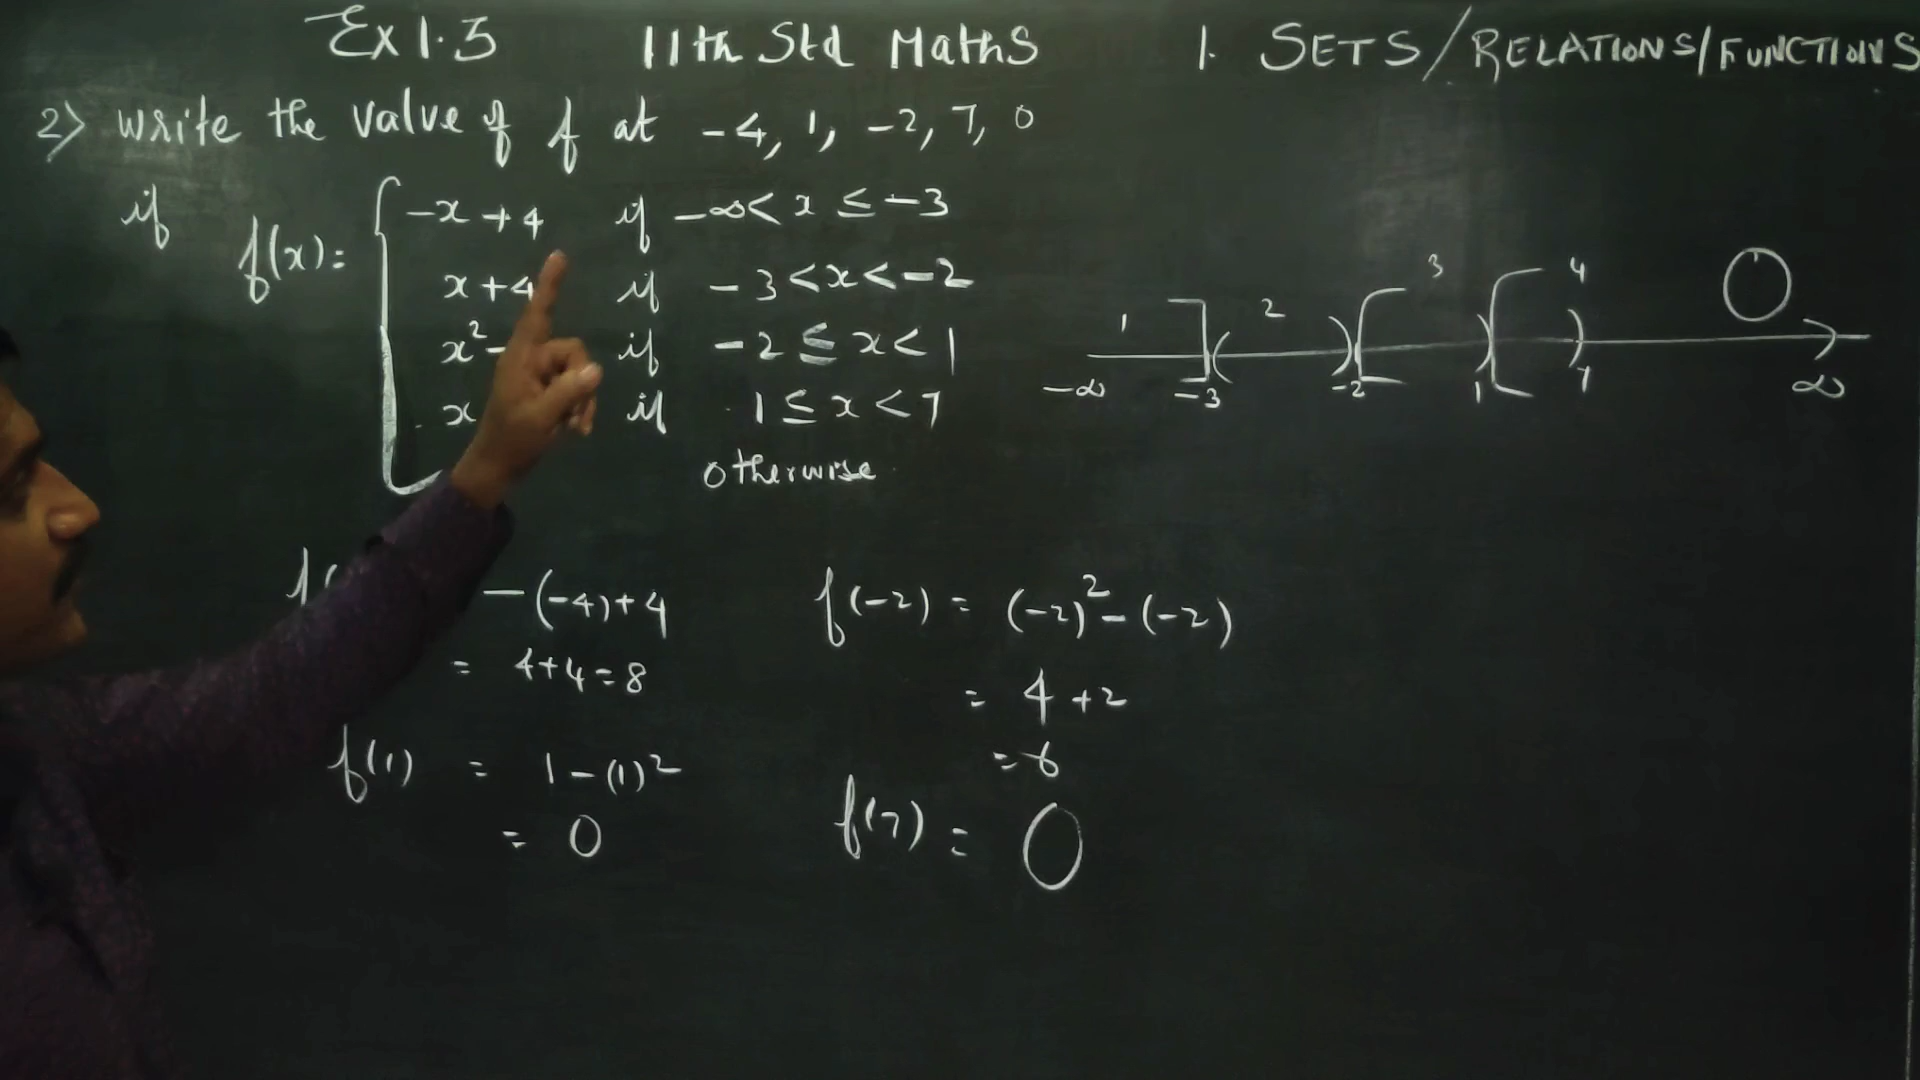 Ex 1.3 11th Std Maths 1. SETS/RELATIONS/FUNCTIONS
2) Write the value of f at -4, 1, -2, 7, 0
if f(x)=
-x+4 if -∞<x≤-3
x+4 if -3<x<-2
x²- if -2≤x<1
x if 1≤x<7
otherwise
1 2 3 4 0
-∞ -3 -2 1 7 ∞
f( -(-4)+4
= 4+4=8
f(1) = 1-(1)²
= 0
f(-2) = (-2)²-(-2)
= 4+2
=6
f(7) = 0